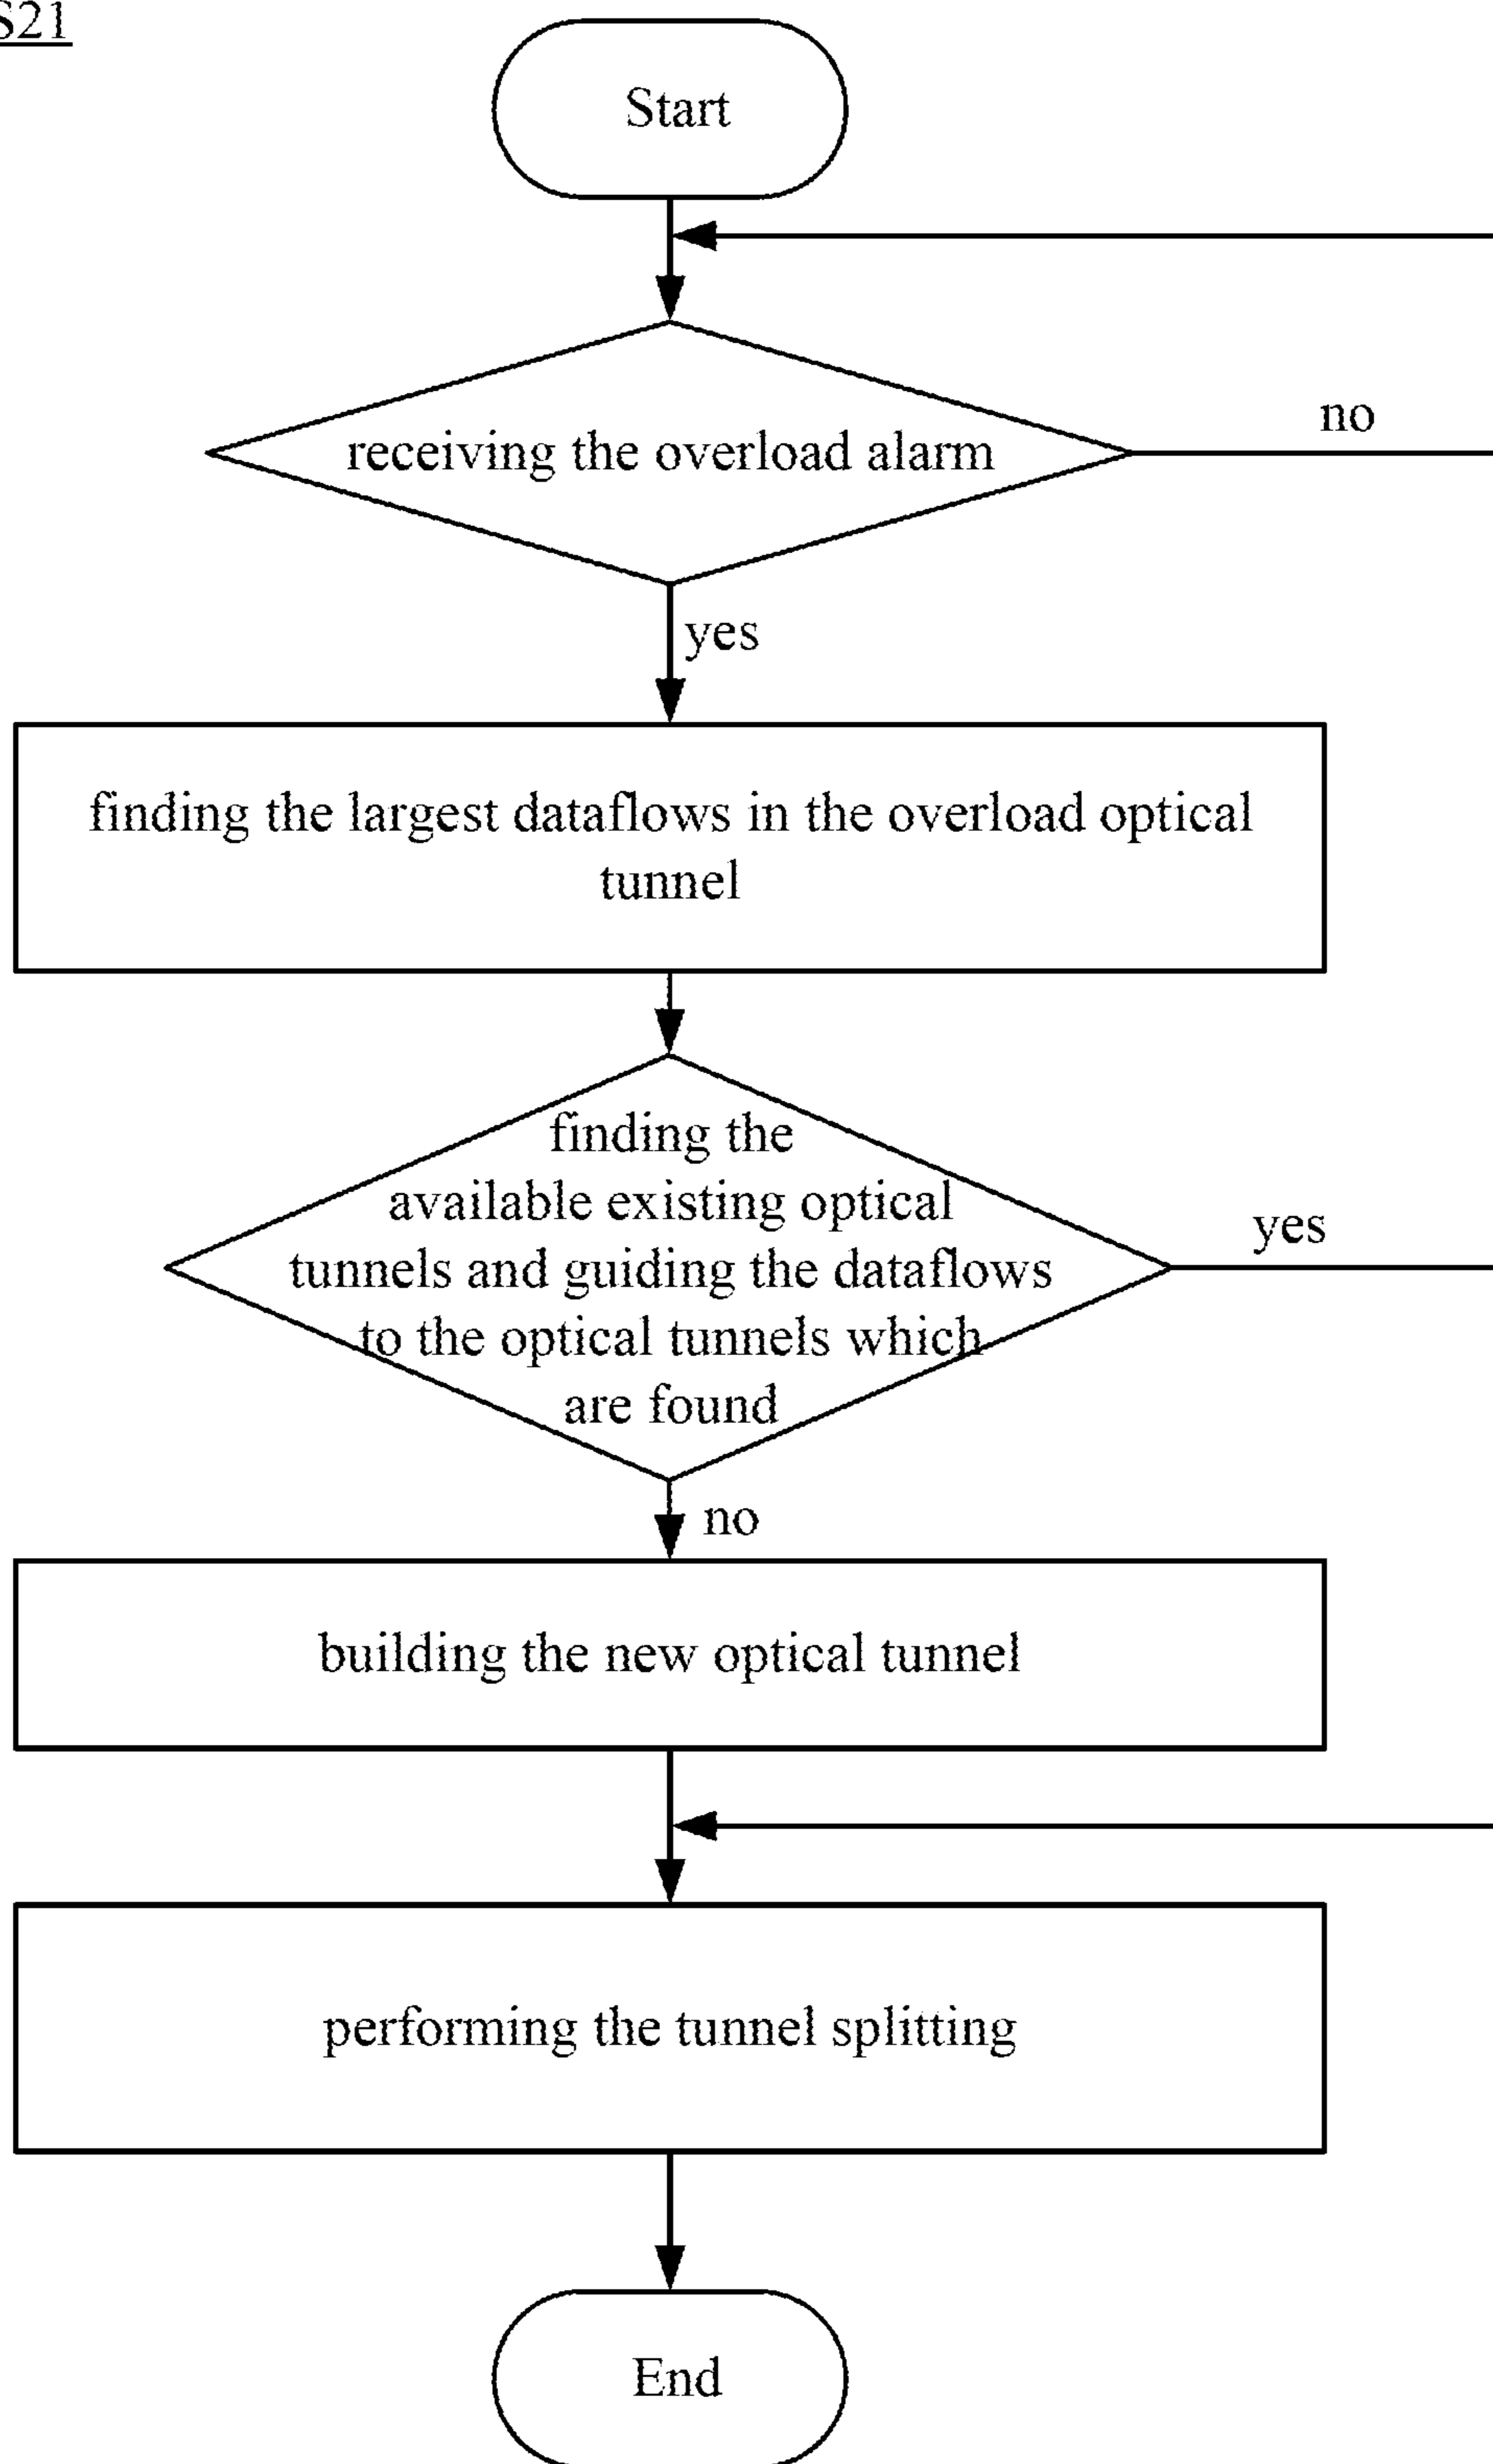 S21
Start
receiving the overload alarm
no
yes
finding the largest dataflows in the overload optical
tunnel
finding the
available existing optical
tunnels and guiding the dataflows
to the optical tunnels which
are found
yes
no
building the new optical tunnel
performing the tunnel splitting
End